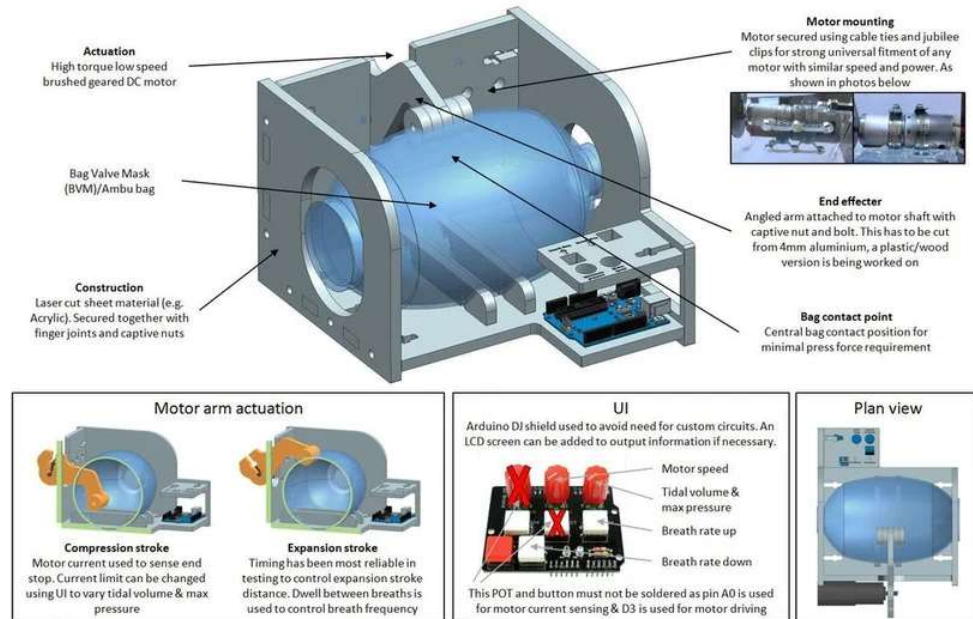 Actuation
High torque low speed
brushed geared DC motor
Motor mounting
Motor secured using cable ties and jubilee
clips for strong universal fitment of any
motor with similar speed and power. As
shown in photos below
Bag Valve Mask
(BVM)/Ambu bag
End effecter
Angled arm attached to motor shaft with
captive nut and bolt. This has to be cut
from 4mm aluminium, a plastic/wood
version is being worked on
Construction
Laser cut sheet material (e.g.
Acrylic). Secured together with
finger joints and captive nuts
Bag contact point
Central bag contact position for
minimal press force requirement
Motor arm actuation
Compression stroke
Motor current used to sense end
stop. Current limit can be changed
using UI to vary tidal volume & max
pressure
Expansion stroke
Timing has been most reliable in
testing to control expansion stroke
distance. Dwell between breaths is
used to control breath frequency
UI
Arduino DJ shield used to avoid need for custom circuits. An
LCD screen can be added to output information if necessary.
Motor speed
Tidal volume &
max pressure
Breath rate up
Breath rate down
This POT and button must not be soldered as pin A0 is used
for motor current sensing & D3 is used for motor driving
Plan view